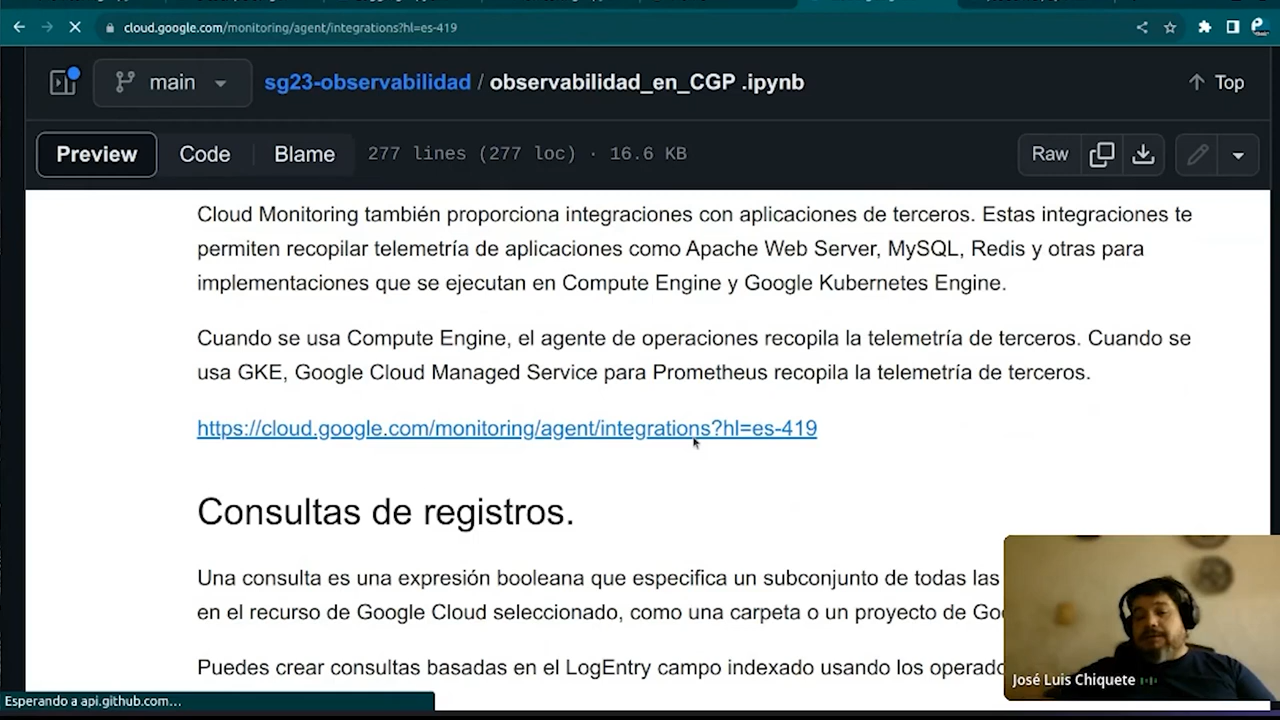 cloud.google.com/monitoring/agent/integrations?hl=es-419
main
sg23-observabilidad / observabilidad_en_CGP .ipynb
Top
Preview
Code
Blame
277 lines (277 loc) · 16.6 KB
Raw
Cloud Monitoring también proporciona integraciones con aplicaciones de terceros. Estas integraciones te
permiten recopilar telemetría de aplicaciones como Apache Web Server, MySQL, Redis y otras para
implementaciones que se ejecutan en Compute Engine y Google Kubernetes Engine.
Cuando se usa Compute Engine, el agente de operaciones recopila la telemetría de terceros. Cuando se
usa GKE, Google Cloud Managed Service para Prometheus recopila la telemetría de terceros.
https://cloud.google.com/monitoring/agent/integrations?hl=es-419
Consultas de registros.
Una consulta es una expresión booleana que especifica un subconjunto de todas las
en el recurso de Google Cloud seleccionado, como una carpeta o un proyecto de Goo
Puedes crear consultas basadas en el LogEntry campo indexado usando los operado
José Luis Chiquete
Esperando a api.github.com…